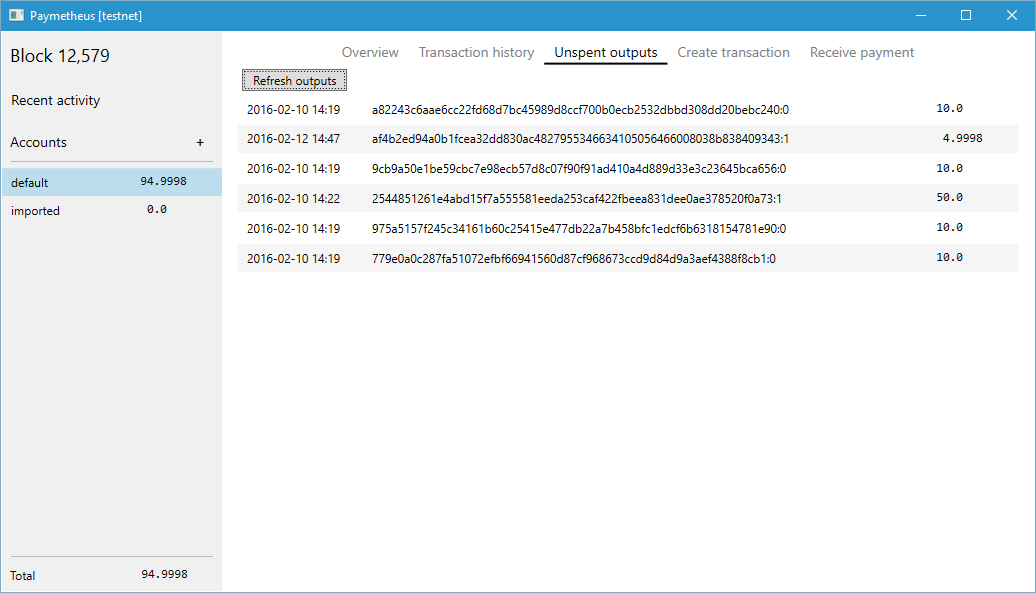 Paymetheus [testnet]
Block 12,579
Recent activity
Accounts +
default 94.9998
imported 0.0
Total 94.9998
Overview Transaction history Unspent outputs Create transaction Receive payment
Refresh outputs
2016-02-10 14:19 a82243c6aae6cc22fd68d7bc45989d8ccf700b0ecb2532dbbd308dd20bebc240:0 10.0
2016-02-12 14:47 af4b2ed94a0b1fcea32dd830ac4827955346634105056466008038b838409343:1 4.9998
2016-02-10 14:19 9cb9a50e1be59cbc7e98ecb57d8c07f90f91ad410a4d889d33e3c23645bca656:0 10.0
2016-02-10 14:22 2544851261e4abd15f7a555581eeda253caf422fbeea831dee0ae378520f0a73:1 50.0
2016-02-10 14:19 975a5157f245c34161b60c25415e477db22a7b458bfc1edcf6b6318154781e90:0 10.0
2016-02-10 14:19 779e0a0c287fa51072efbf66941560d87cf968673ccd9d84d9a3aef4388f8cb1:0 10.0